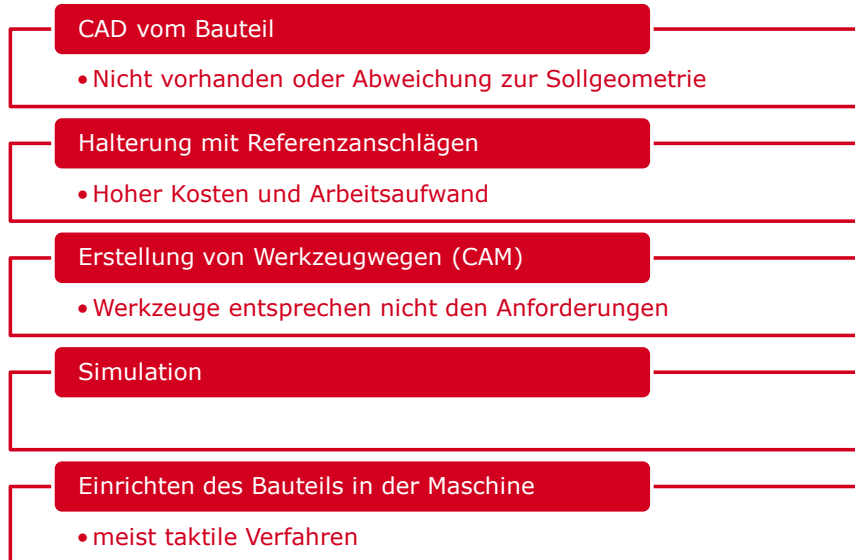 CAD vom Bauteil
• Nicht vorhanden oder Abweichung zur Sollgeometrie
Halterung mit Referenzanschlägen
• Hoher Kosten und Arbeitsaufwand
Erstellung von Werkzeugwegen (CAM)
• Werkzeuge entsprechen nicht den Anforderungen
Simulation
Einrichten des Bauteils in der Maschine
• meist taktile Verfahren